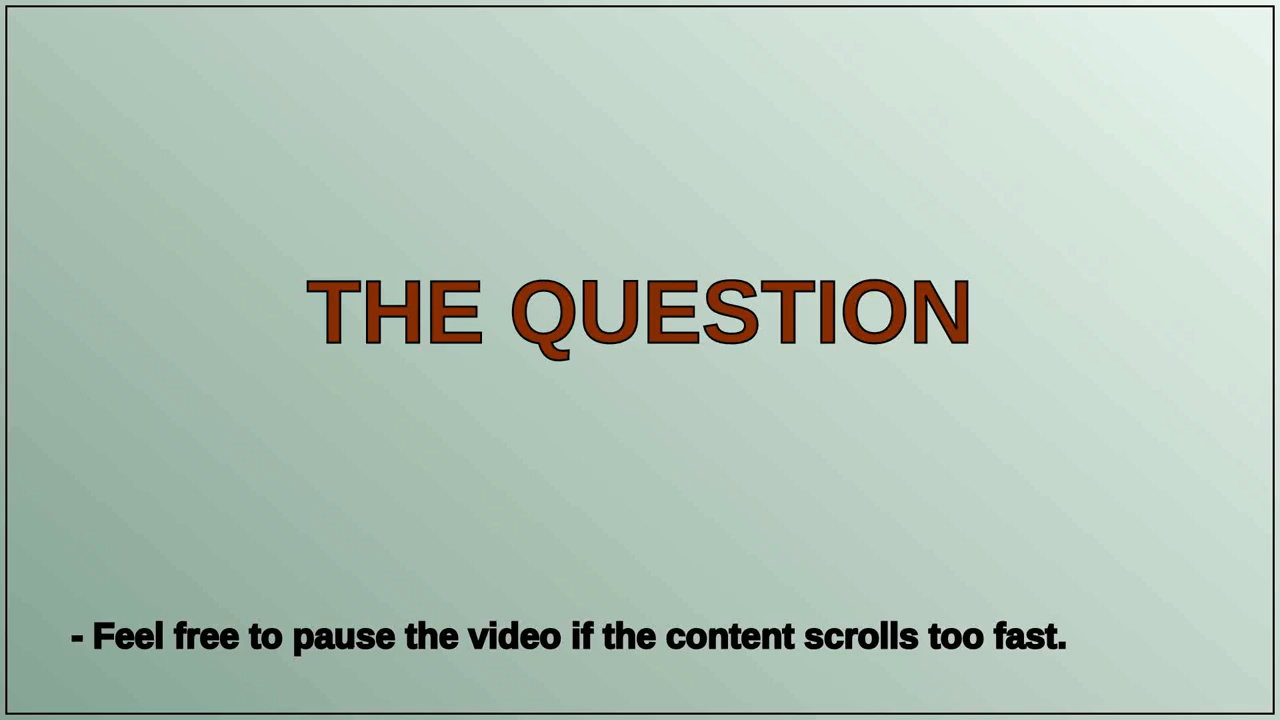 THE QUESTION
- Feel free to pause the video if the content scrolls too fast.